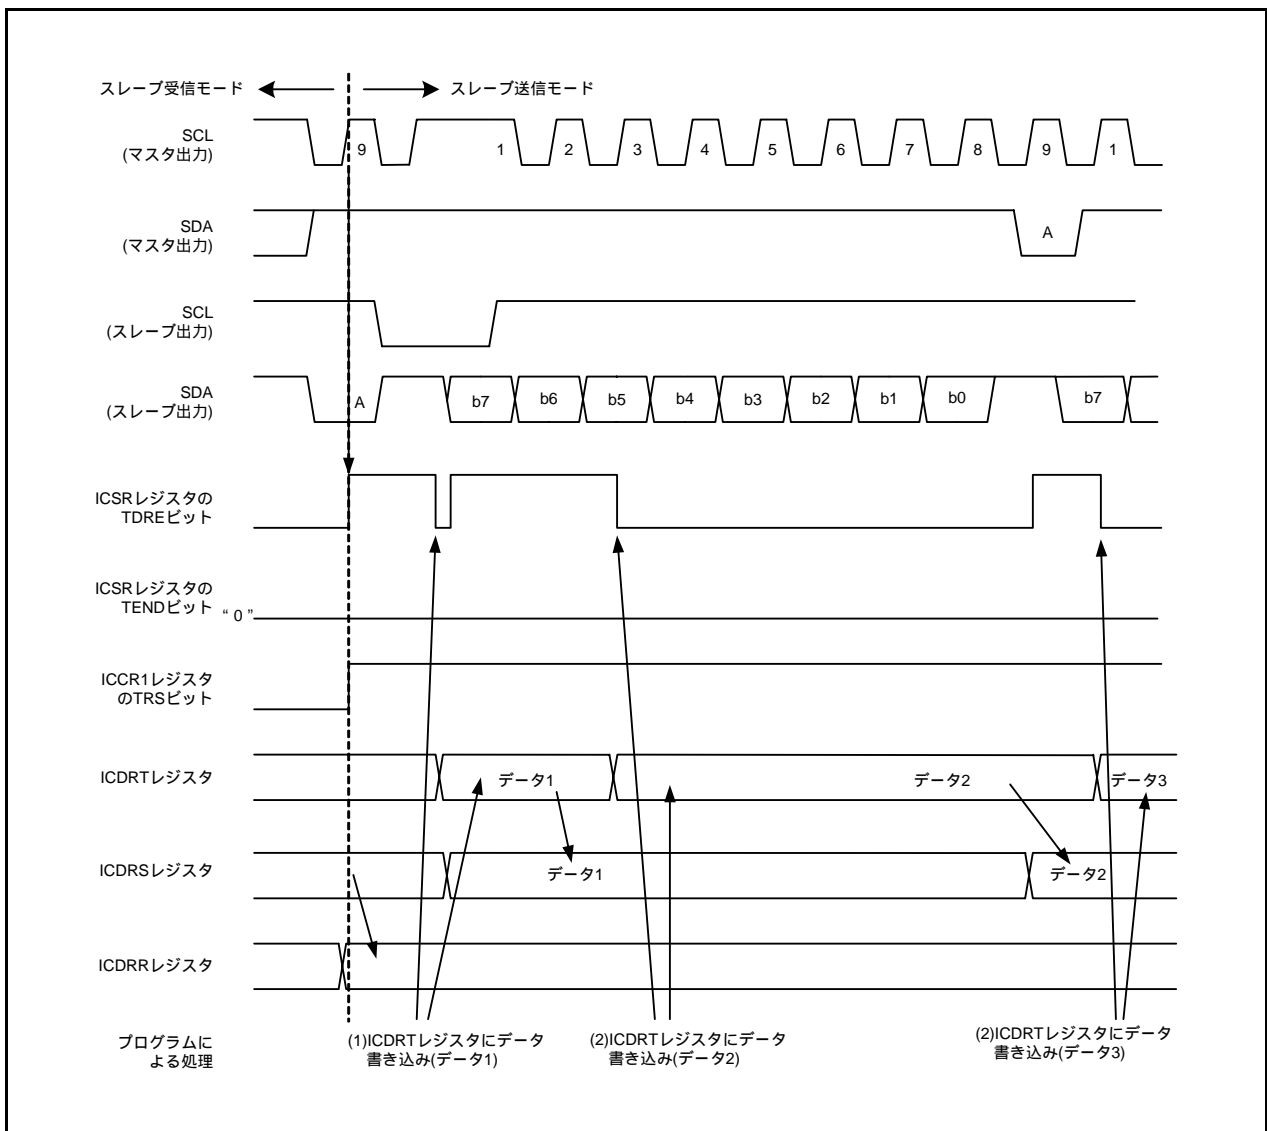 スレーブ受信モード
スレーブ送信モード
SCL
(マスタ出力)
9
1
2
3
4
5
6
7
8
9
1
SDA
(マスタ出力)
A
SCL
(スレーブ出力)
SDA
(スレーブ出力)
A
b7
b6
b5
b4
b3
b2
b1
b0
b7
ICSRレジスタの
TDREビット
ICSRレジスタの
TENDビット
“ 0 ”
ICCR1レジスタ
のTRSビット
ICDRTレジスタ
データ1
データ2
データ3
ICDRSレジスタ
データ1
データ2
ICDRRレジスタ
プログラムに
よる処理
(1)ICDRTレジスタにデータ
書き込み(データ1)
(2)ICDRTレジスタにデータ
書き込み(データ2)
(2)ICDRTレジスタにデータ
書き込み(データ3)